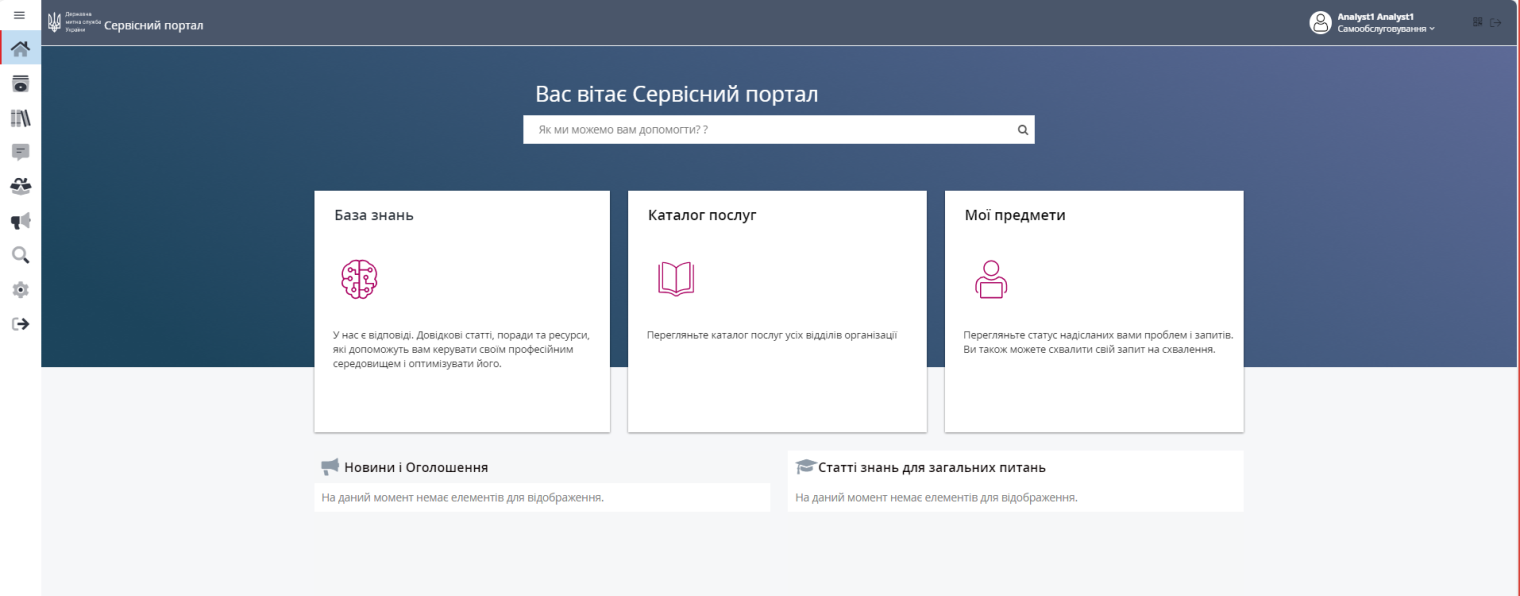 Державна
митна служба
України
Сервісний портал
Analyst1 Analyst1
Самообслуговування
Вас вітає Сервісний портал
Як ми можемо вам допомогти? ?
База знань
У нас є відповіді. Довідкові статті, поради та ресурси,
які допоможуть вам керувати своїм професійним
середовищем і оптимізувати його.
Каталог послуг
Перегляньте каталог послуг усіх відділів організації
Мої предмети
Перегляньте статус надісланих вами проблем і запитів.
Ви також можете схвалити свій запит на схвалення.
Новини і Оголошення
На даний момент немає елементів для відображення.
Статті знань для загальних питань
На даний момент немає елементів для відображення.